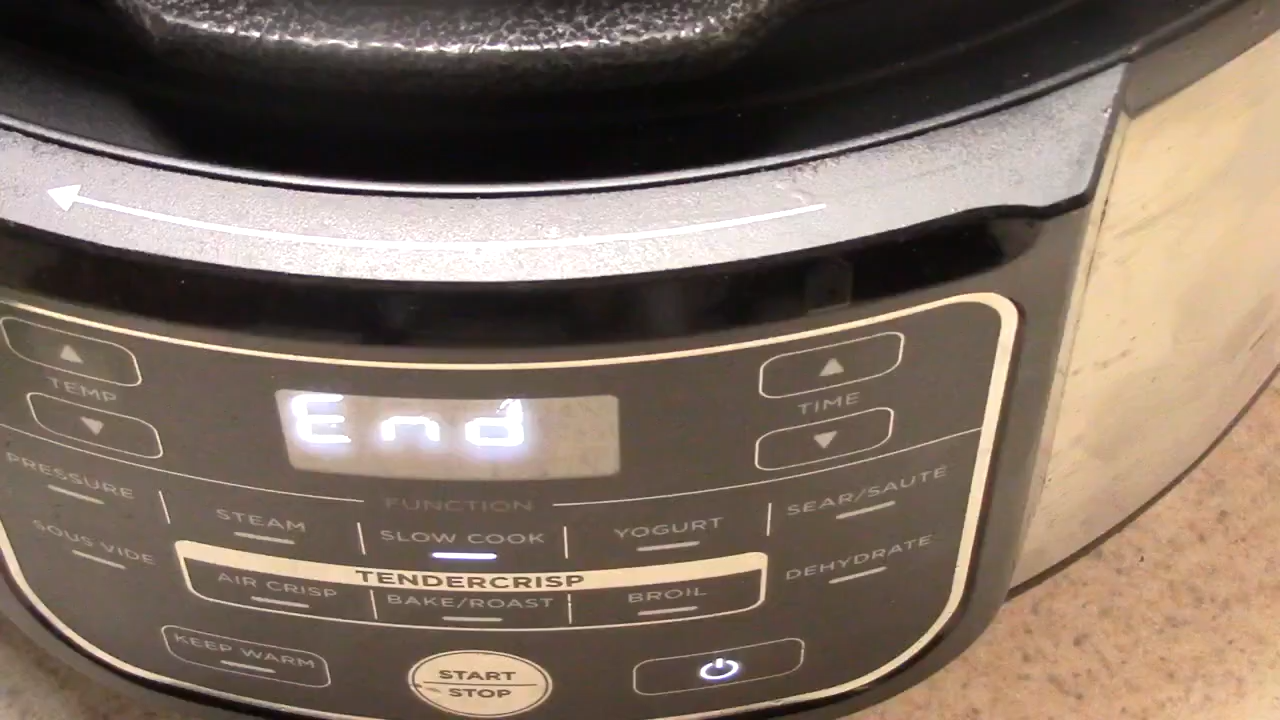 TEMP
End
TIME
PRESSURE
FUNCTION
SEAR/SAUTE
STEAM
SLOW COOK
YOGURT
SOUS VIDE
DEHYDRATE
TENDERCRISP
AIR CRISP
BAKE/ROAST
BROIL
KEEP WARM
START
STOP